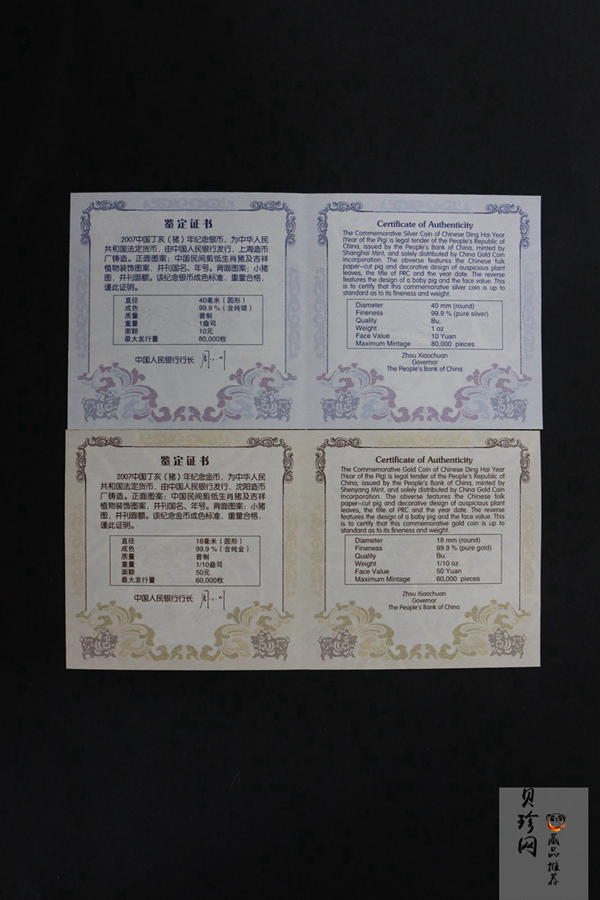 鉴定证书
2007中国丁亥（猪）年纪念银币，为中华人民
共和国法定货币，由中国人民银行发行，上海造币
厂铸造。正面图案：中国民间剪纸生肖猪及吉祥
植物装饰图案，并刊国名、年号。背面图案：小猪
图，并刊面额。该纪念银币成色标准，重量合格，
谨此证明。
直径 40毫米（圆形）
成色 99.9％（含纯银）
质量 普制
重量 1盎司
面额 10元
最大发行量 80,000枚
中国人民银行行长
Certificate of Authenticity
The Commemorative Silver Coin of Chinese Ding Hai Year
(Year of the Pig) is legal tender of the People's Republic of
China, issued by the People's Bank of China, minted by
Shanghai Mint, and solely distributed by China Gold Coin
Incorporation. The obverse features the Chinese folk
paper-cut pig and decorative design of auspicious plant
leaves, the title of PRC and the year date. The reverse
features the design of a baby pig and the face value. This
is to certify that this commemorative silver coin is up to
standard as to its fineness and weight.
Diameter 40 mm (round)
Fineness 99.9 % (pure silver)
Quality Bu.
Weight 1 oz
Face Value 10 Yuan
Maximum Mintage 80,000 pieces
Zhou Xiaochuan
Governor
The People's Bank of China
鉴定证书
2007中国丁亥（猪）年纪念金币，为中华人民
共和国法定货币，由中国人民银行发行，沈阳造币
厂铸造。正面图案：中国民间剪纸生肖猪及吉祥
植物装饰图案，并刊国名、年号。背面图案：小猪
图，并刊面额。该纪念金币成色标准，重量合格，
谨此证明。
直径 18毫米（圆形）
成色 99.9％（含纯金）
质量 普制
重量 1/10盎司
面额 50元
最大发行量 60,000枚
中国人民银行行长
Certificate of Authenticity
The Commemorative Gold Coin of Chinese Ding Hai Year
(Year of the Pig) is legal tender of the People's Republic of
China, issued by the People's Bank of China, minted by
Shenyang Mint, and solely distributed by China Gold Coin
Incorporation. The obverse features the Chinese folk
paper-cut pig and decorative design of auspicious plant
leaves, the title of PRC and the year date. The reverse
features the design of a baby pig and the face value. This
is to certify that this commemorative gold coin is up to
standard as to its fineness and weight.
Diameter 18 mm (round)
Fineness 99.9 % (pure gold)
Quality Bu.
Weight 1/10 oz
Face Value 50 Yuan
Maximum Mintage 60,000 pieces
Zhou Xiaochuan
Governor
The People's Bank of China
贝珍网
藏品推荐